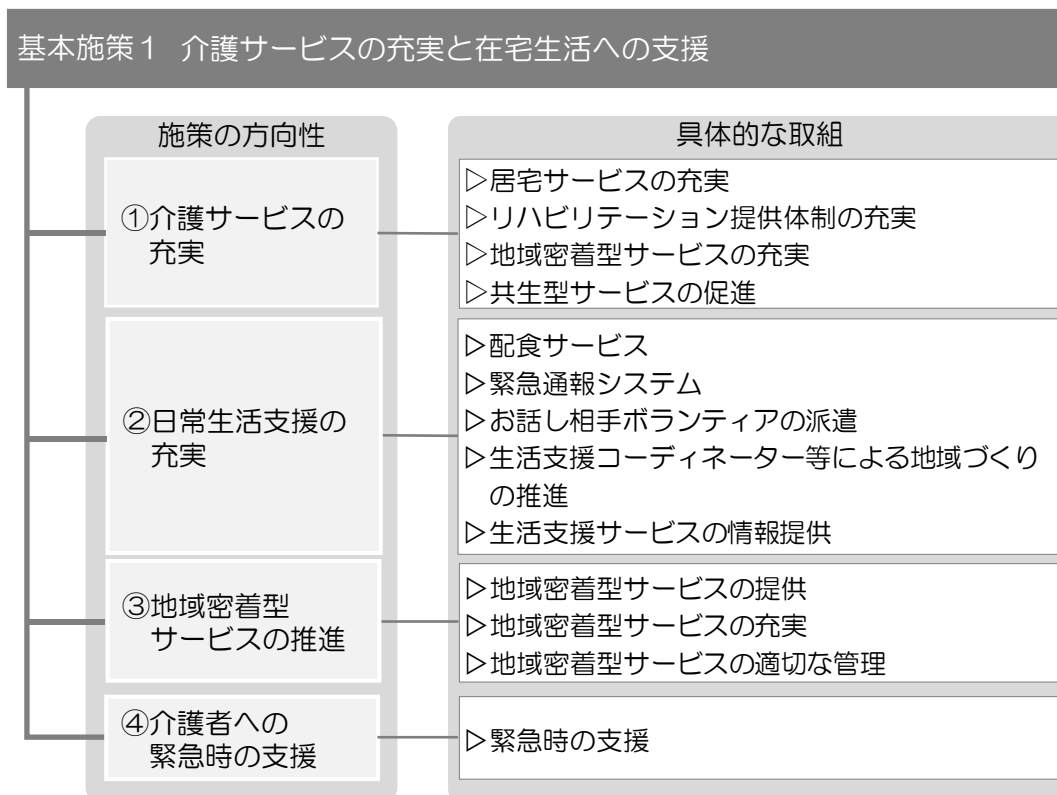 基本施策１ 介護サービスの充実と在宅生活への支援
施策の方向性
具体的な取組
①介護サービスの
充実
▷居宅サービスの充実
▷リハビリテーション提供体制の充実
▷地域密着型サービスの充実
▷共生型サービスの促進
②日常生活支援の
充実
▷配食サービス
▷緊急通報システム
▷お話し相手ボランティアの派遣
▷生活支援コーディネーター等による地域づくり
の推進
▷生活支援サービスの情報提供
③地域密着型
サービスの推進
▷地域密着型サービスの提供
▷地域密着型サービスの充実
▷地域密着型サービスの適切な管理
④介護者への
緊急時の支援
▷緊急時の支援